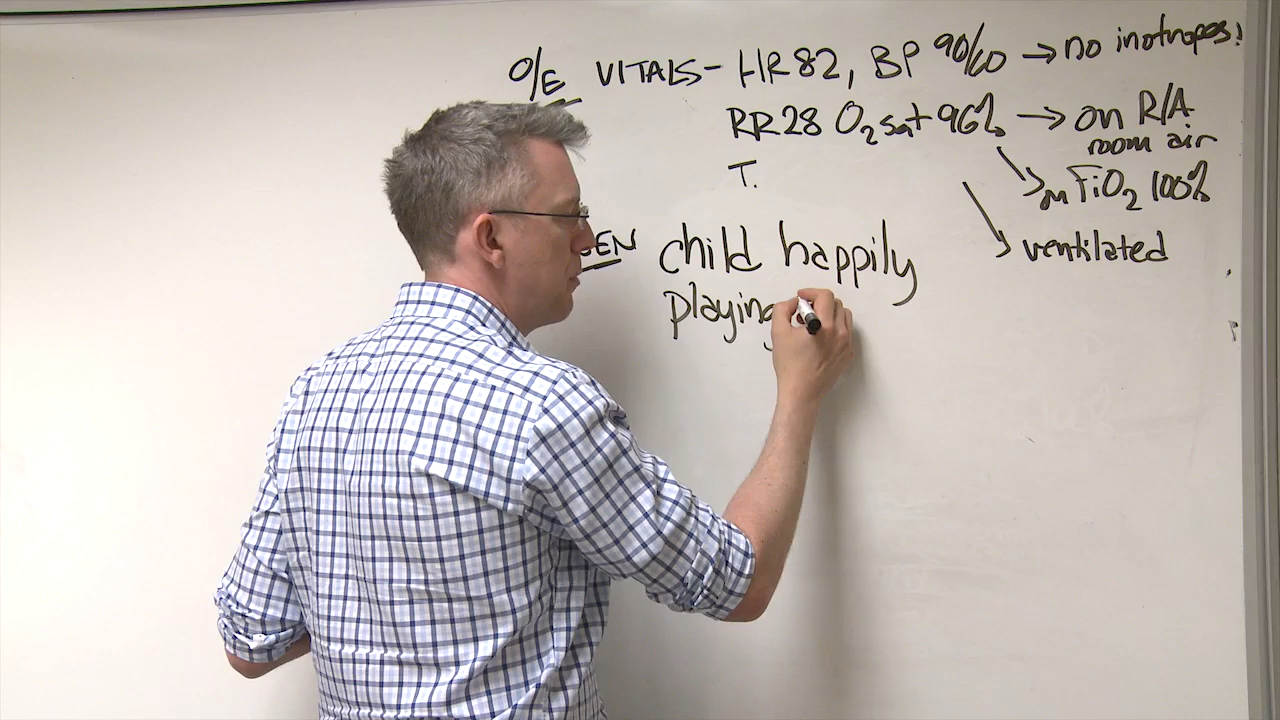 O/E VITALS - HR 82, BP 90/60 → no inotropes!
RR 28 O2 sat 96% → on R/A
room air
T.
→ on FiO2 100%
→ ventilated
child happily
playing